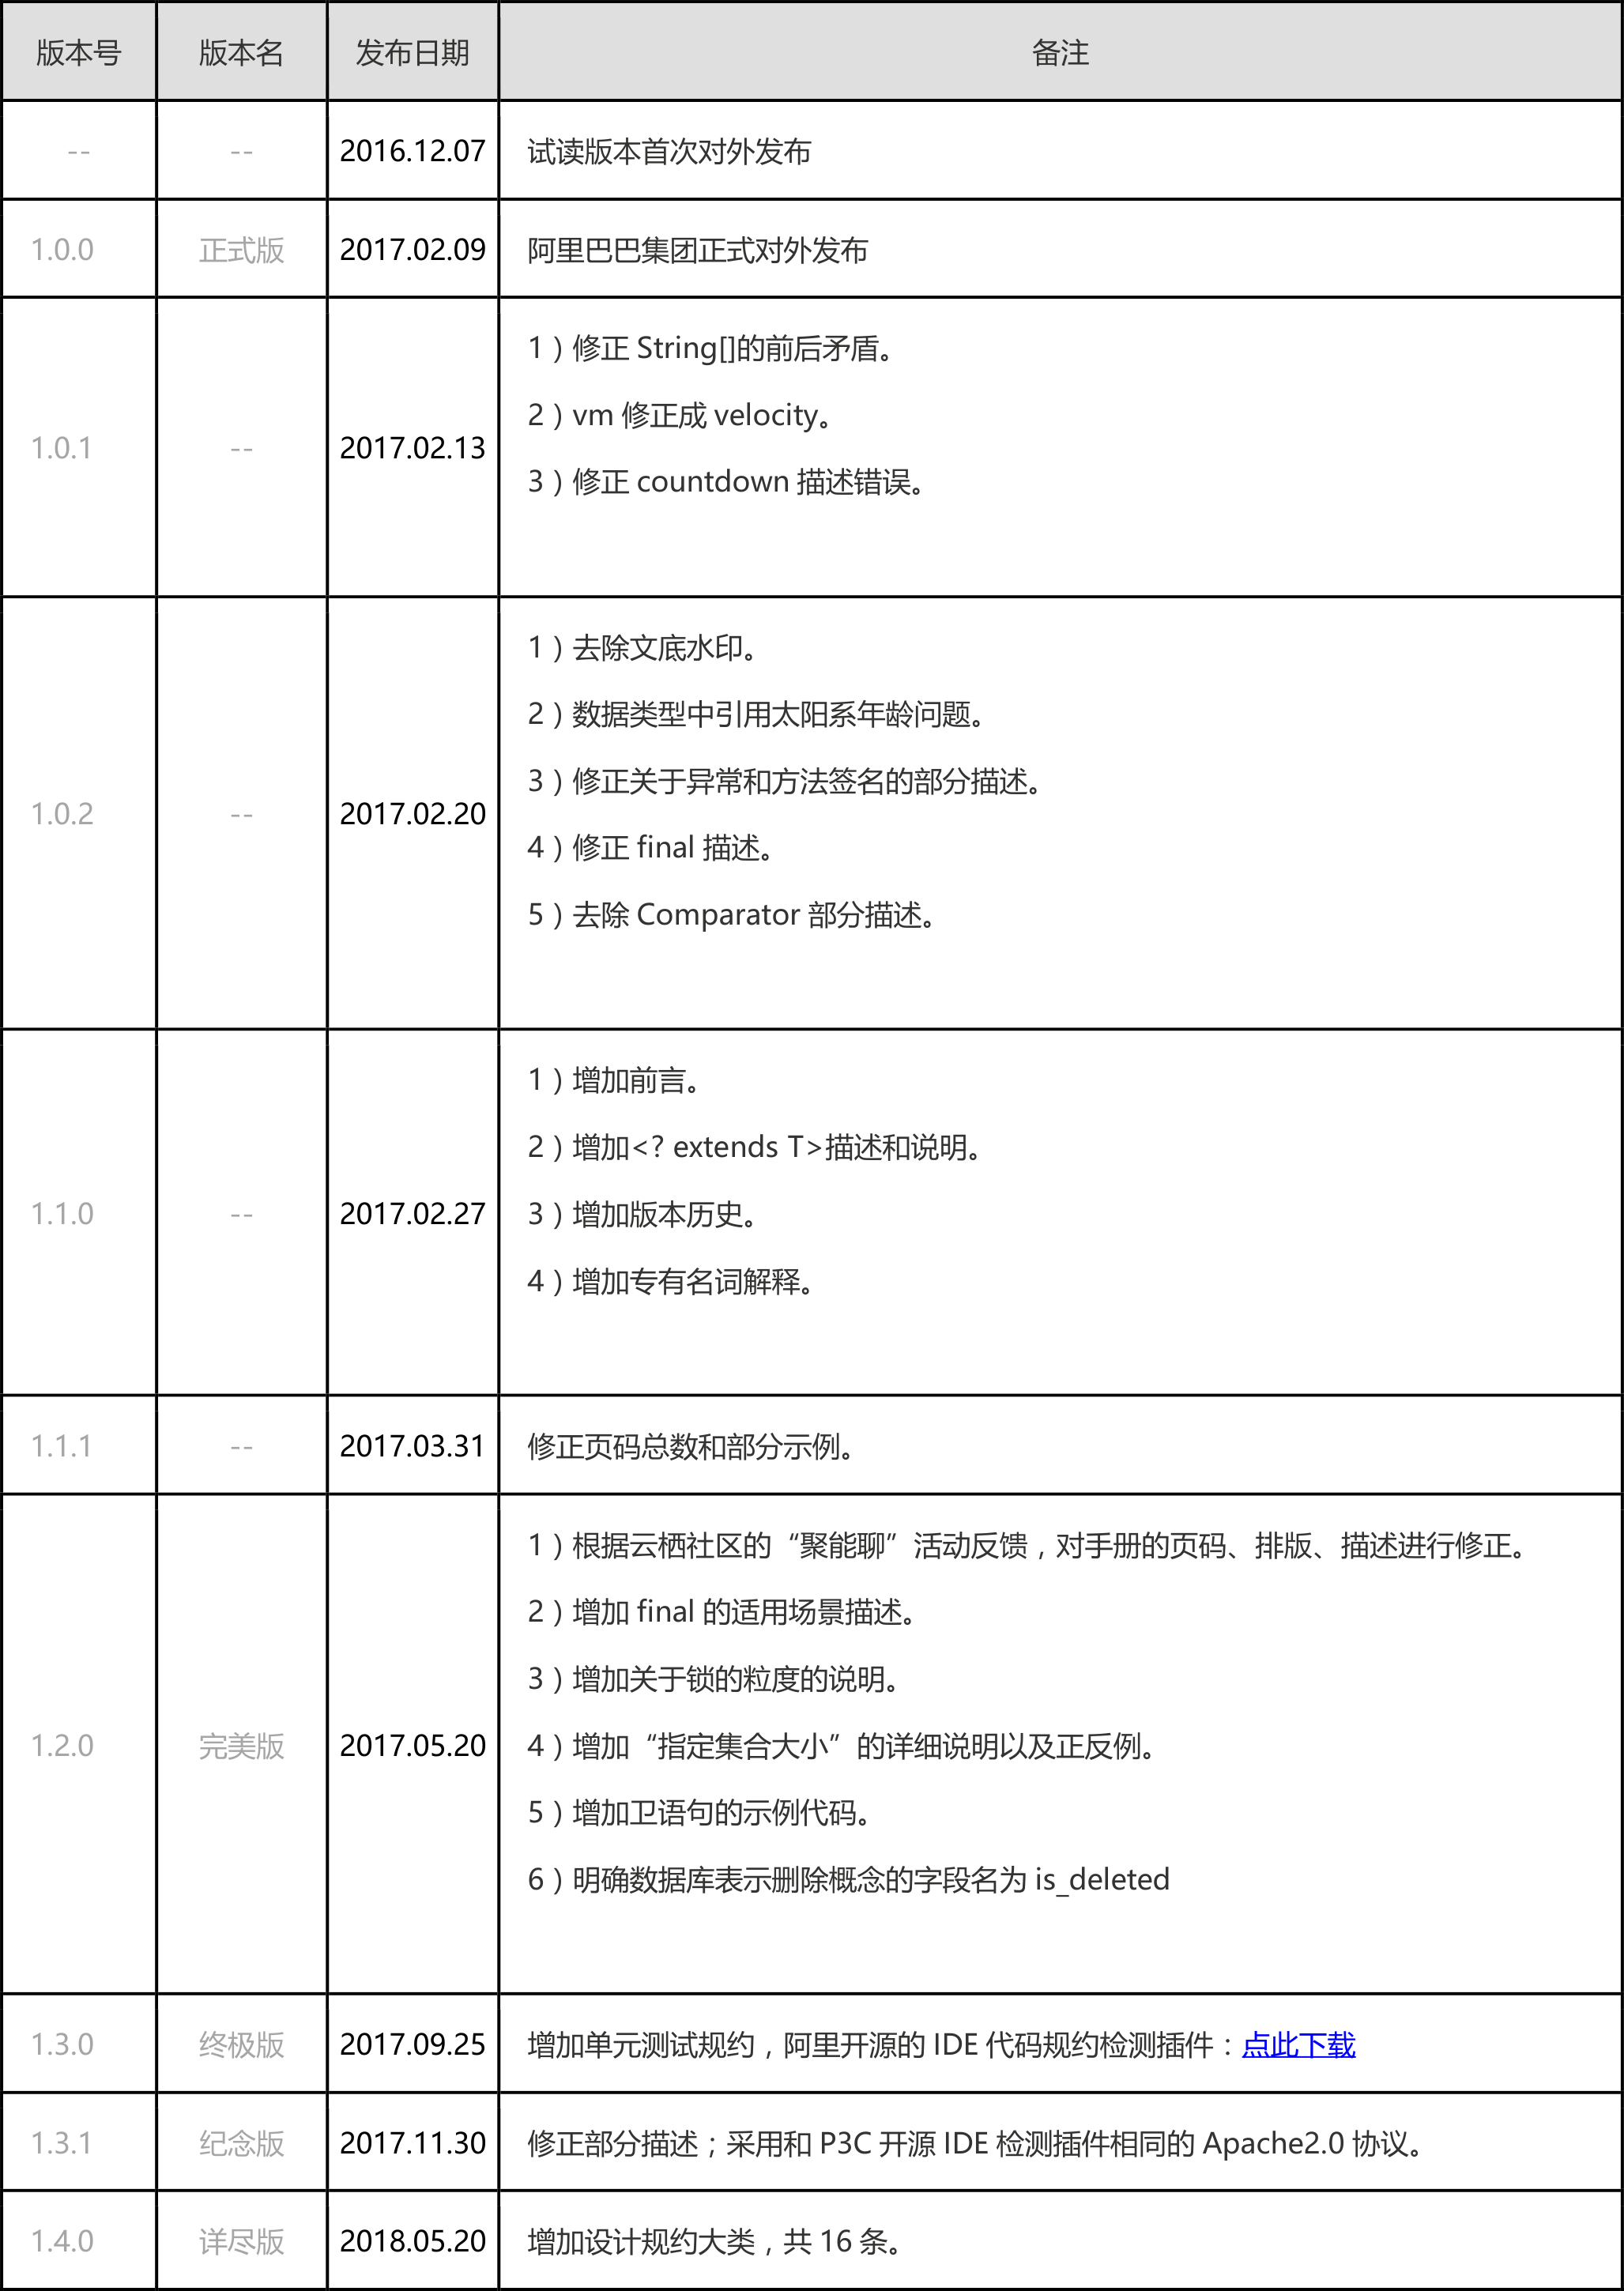 版本号 版本名 发布日期 备注
-- -- 2016.12.07 试读版本首次对外发布
1.0.0 正式版 2017.02.09 阿里巴巴集团正式对外发布
1.0.1 -- 2017.02.13
1）修正 String[]的前后矛盾。
2）vm 修正成 velocity。
3）修正 countdown 描述错误。
1.0.2 -- 2017.02.20
1）去除文底水印。
2）数据类型中引用太阳系年龄问题。
3）修正关于异常和方法签名的部分描述。
4）修正 final 描述。
5）去除 Comparator 部分描述。
1.1.0 -- 2017.02.27
1）增加前言。
2）增加<? extends T>描述和说明。
3）增加版本历史。
4）增加专有名词解释。
1.1.1 -- 2017.03.31 修正页码总数和部分示例。
1.2.0 完美版 2017.05.20
1）根据云栖社区的“聚能聊”活动反馈，对手册的页码、排版、描述进行修正。
2）增加 final 的适用场景描述。
3）增加关于锁的粒度的说明。
4）增加“指定集合大小”的详细说明以及正反例。
5）增加卫语句的示例代码。
6）明确数据库表示删除概念的字段名为 is_deleted
1.3.0 终极版 2017.09.25 增加单元测试规约，阿里开源的 IDE 代码规约检测插件：点此下载
1.3.1 纪念版 2017.11.30 修正部分描述；采用和 P3C 开源 IDE 检测插件相同的 Apache2.0 协议。
1.4.0 详尽版 2018.05.20 增加设计规约大类，共 16 条。